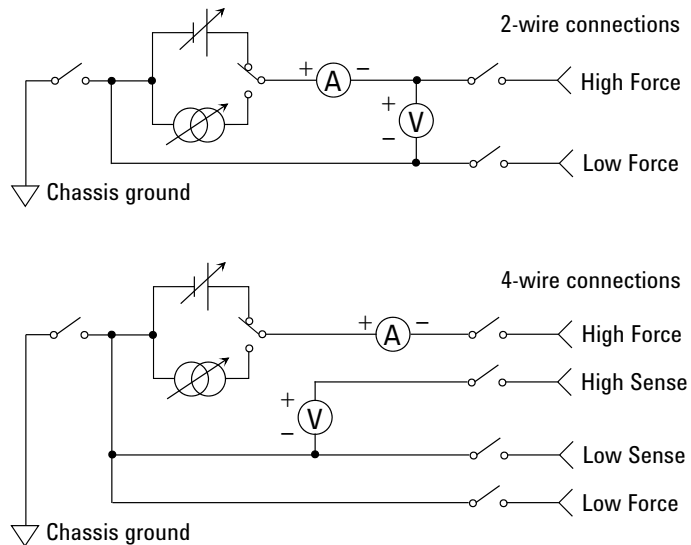 2-wire connections
+ A −
High Force
+
V
−
Low Force
Chassis ground
4-wire connections
+ A −
High Force
High Sense
+
V
−
Low Sense
Low Force
Chassis ground